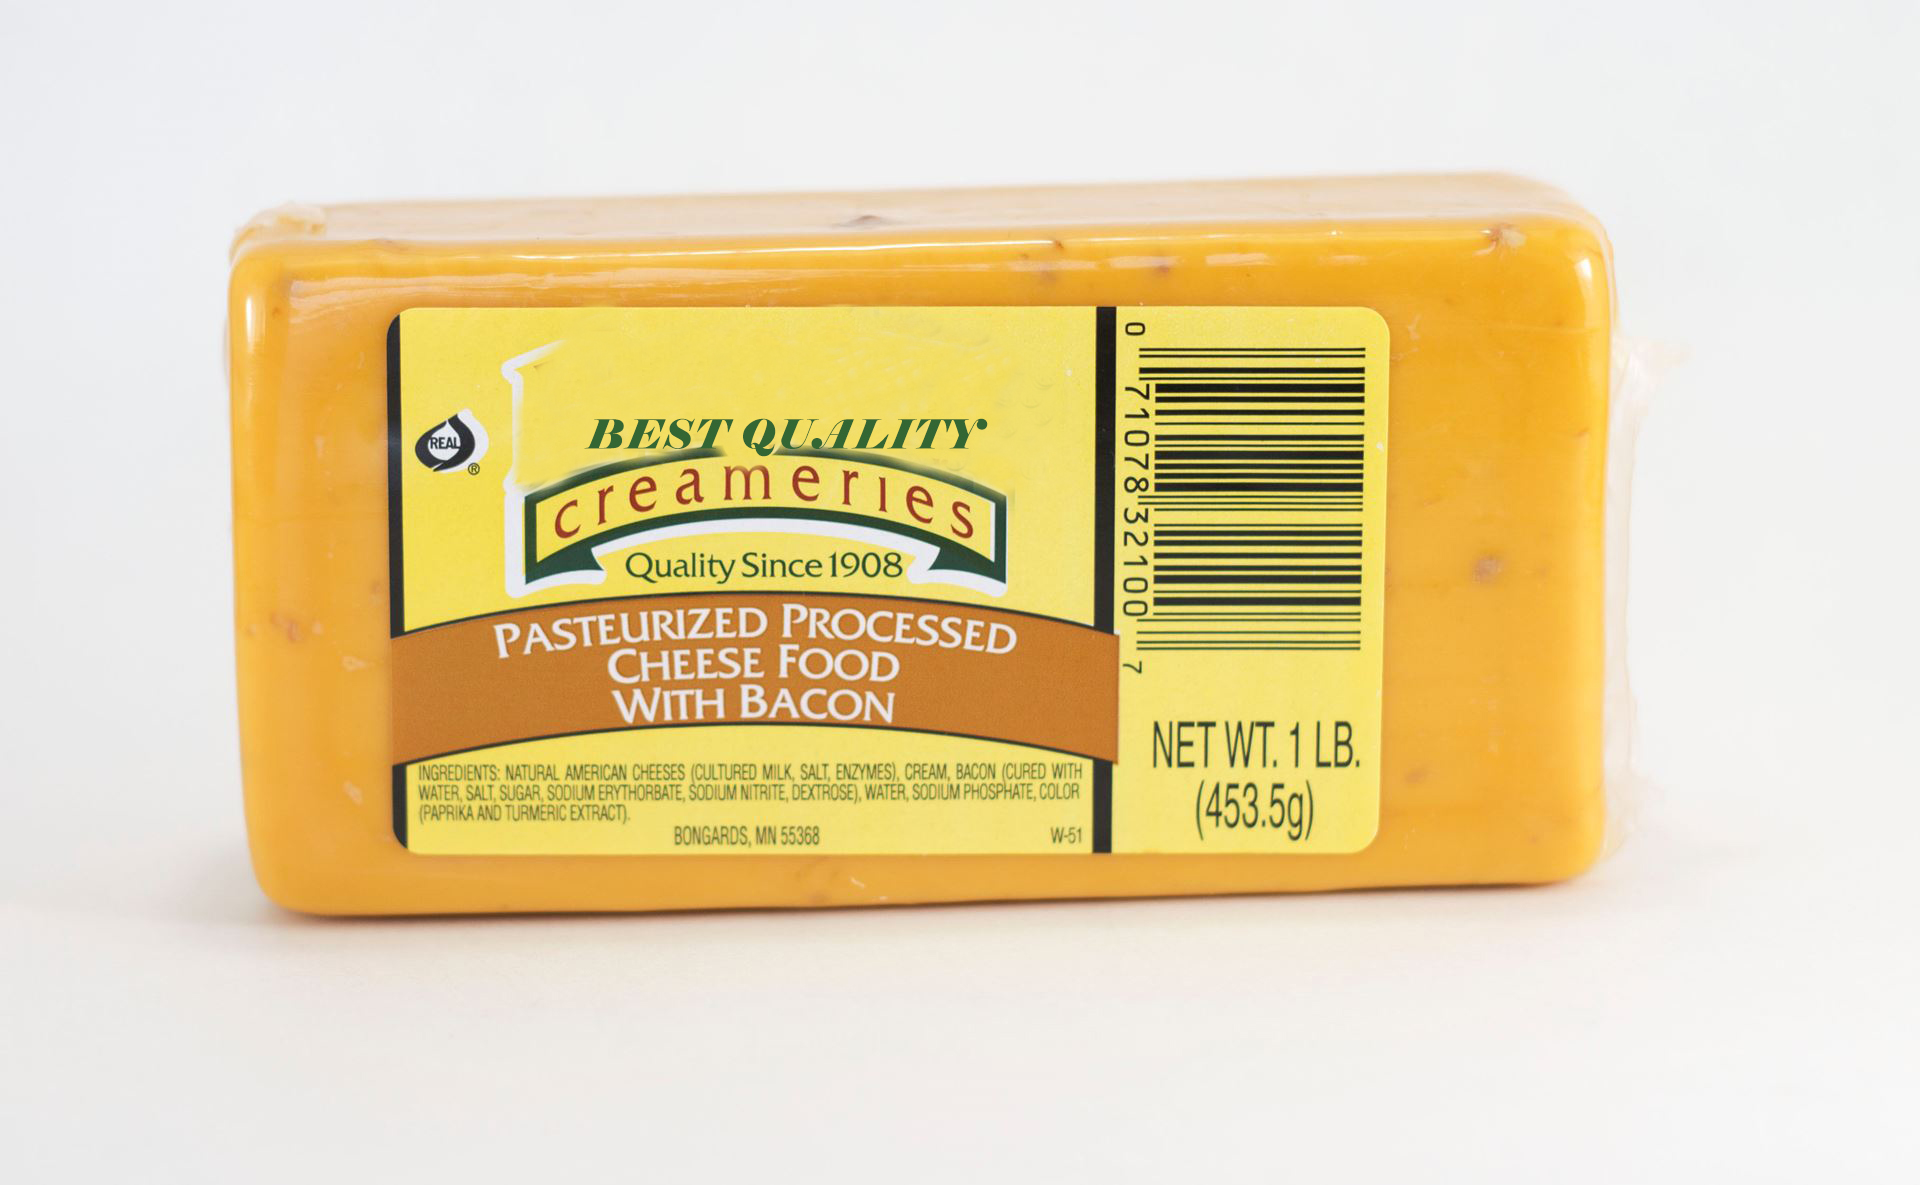 REAL
®
BEST QUALITY
creameries
Quality Since 1908
PASTEURIZED PROCESSED
CHEESE FOOD
WITH BACON
INGREDIENTS: NATURAL AMERICAN CHEESES (CULTURED MILK, SALT, ENZYMES), CREAM, BACON (CURED WITH
WATER, SALT, SUGAR, SODIUM ERYTHORBATE, SODIUM NITRITE, DEXTROSE), WATER, SODIUM PHOSPHATE, COLOR
(PAPRIKA AND TURMERIC EXTRACT).
BONGARDS, MN 55368
W-51
0 71078 32100 7
NET WT. 1 LB.
(453.5g)